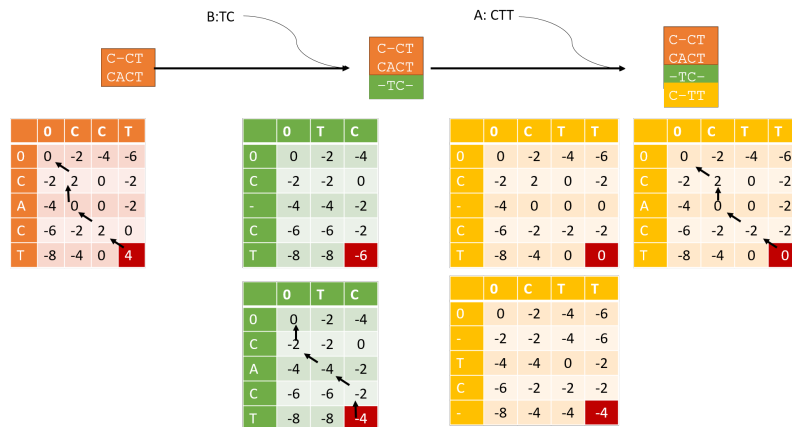 B:TC
A: CTT
C-CT
CACT
C-CT
CACT
-TC-
C-CT
CACT
-TC-
C-TT
0 C C T
0 0 -2 -4 -6
C -2 2 0 -2
A -4 0 0 -2
C -6 -2 2 0
T -8 -4 0 4
0 T C
0 0 -2 -4
C -2 -2 0
- -4 -4 -2
C -6 -6 -2
T -8 -8 -6
0 C T T
0 0 -2 -4 -6
C -2 2 0 -2
A -4 0 0 0
C -6 -2 -2 -2
T -8 -4 0 0
0 C T T
0 0 -2 -4 -6
C -2 2 0 -2
A -4 0 0 -2
C -6 -2 -2 -2
T -8 -4 0 0
0 T C
0 0 -2 -4
C -2 -2 0
A -4 -4 -2
C -6 -6 -2
T -8 -8 -4
0 C T T
0 0 -2 -4 -6
- -2 -2 -4 -6
T -4 -4 0 -2
C -6 -2 -2 -2
- -8 -4 -4 -4